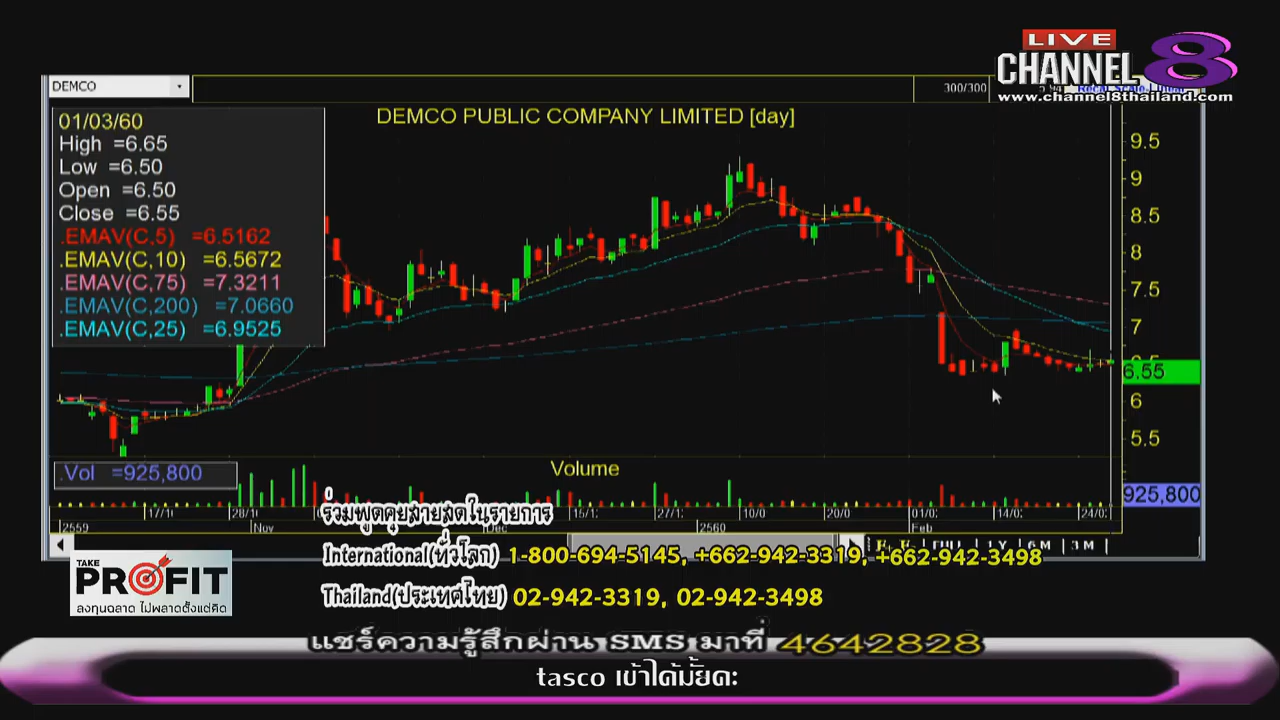 LIVE
CHANNEL 8
www.channel8thailand.com
DEMCO
300/300
DEMCO PUBLIC COMPANY LIMITED [day]
01/03/60
High =6.65
Low =6.50
Open =6.50
Close =6.55
.EMAV(C,5) =6.5162
.EMAV(C,10) =6.5672
.EMAV(C,75) =7.3211
.EMAV(C,200) =7.0660
.EMAV(C,25) =6.9525
9.5
9
8.5
8
7.5
7
6.55
6
5.5
.Vol =925,800
Volume
925,800
17/1
28/1
15/1
27/1
10/0
20/0
01/0
14/0
24/0
2559
Nov
Dec
2560
Feb
1 Y
6 M
3 M
ร่วมพูดคุยสายสดในรายการ
International(ทั่วโลก) 1-800-694-5145, +662-942-3319, +662-942-3498
Thailand(ประเทศไทย) 02-942-3319, 02-942-3498
TAKE
PROFIT
ลงทุนฉลาด ไม่พลาดตั้งแต่คิด
แชร์ความรู้สึกผ่าน SMS มาที่ 4642828
tasco เข้าได้มั้ยคะ